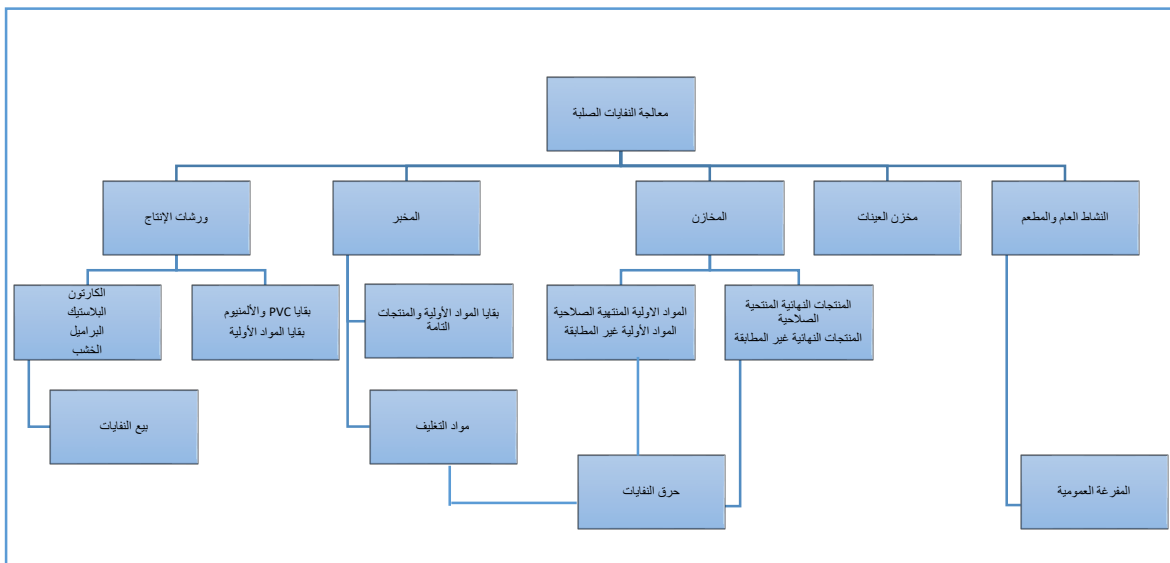 معالجة النفايات الصلبة
النشاط العام والمطعم
مخزن العينات
المخازن
المخبر
ورشات الإنتاج
المنتجات النهائية المنتحية
الصلاحية
المنتجات النهائية غير المطابقة
المواد الاولية المنتهية الصلاحية
المواد الأولية غير المطابقة
بقايا المواد الأولية والمنتجات
التامة
بقايا PVC والألمنيوم
بقايا المواد الأولية
الكارتون
البلاستيك
البراميل
الخشب
مواد التغليف
بيع النفايات
المفرغة العمومية
حرق النفايات